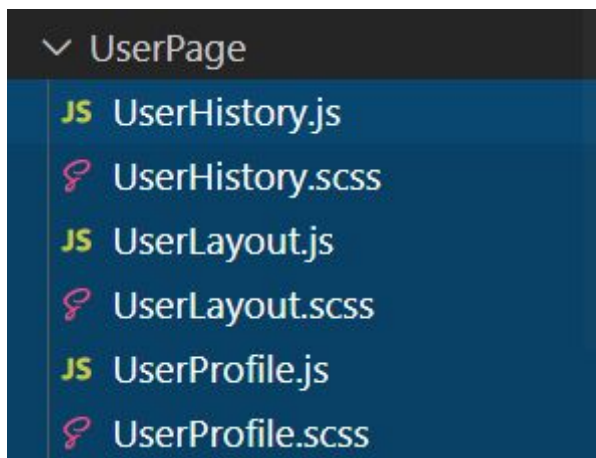 UserPage
JS UserHistory.js
UserHistory.scss
JS UserLayout.js
UserLayout.scss
JS UserProfile.js
UserProfile.scss